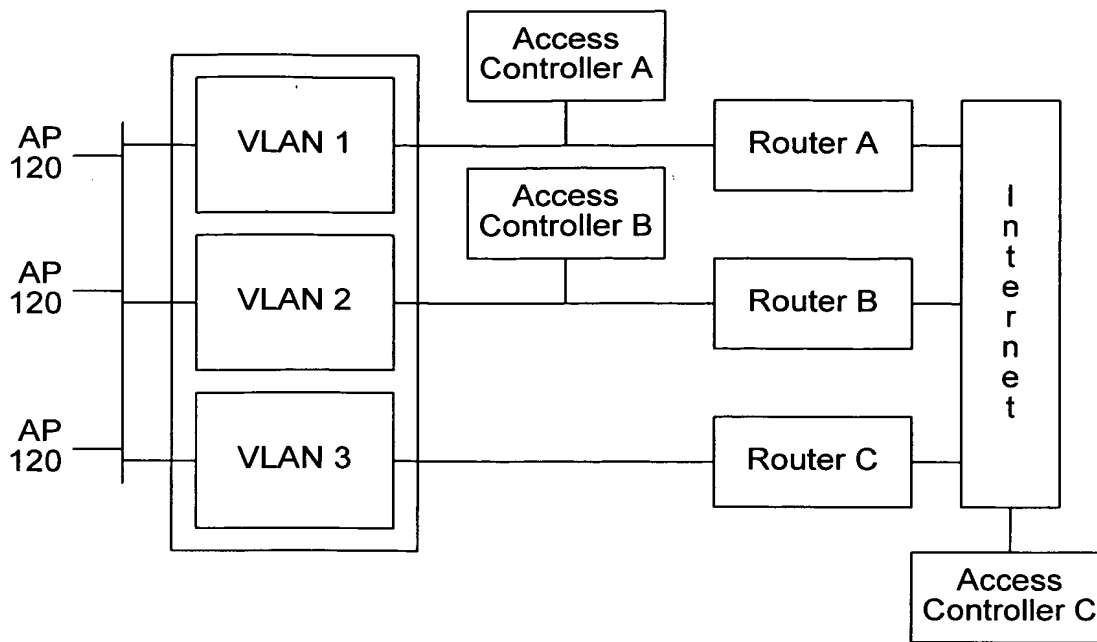 Access
Controller A
AP
120
VLAN 1
Router A
Access
Controller B
AP
120
VLAN 2
Router B
Internet
AP
120
VLAN 3
Router C
Access
Controller C